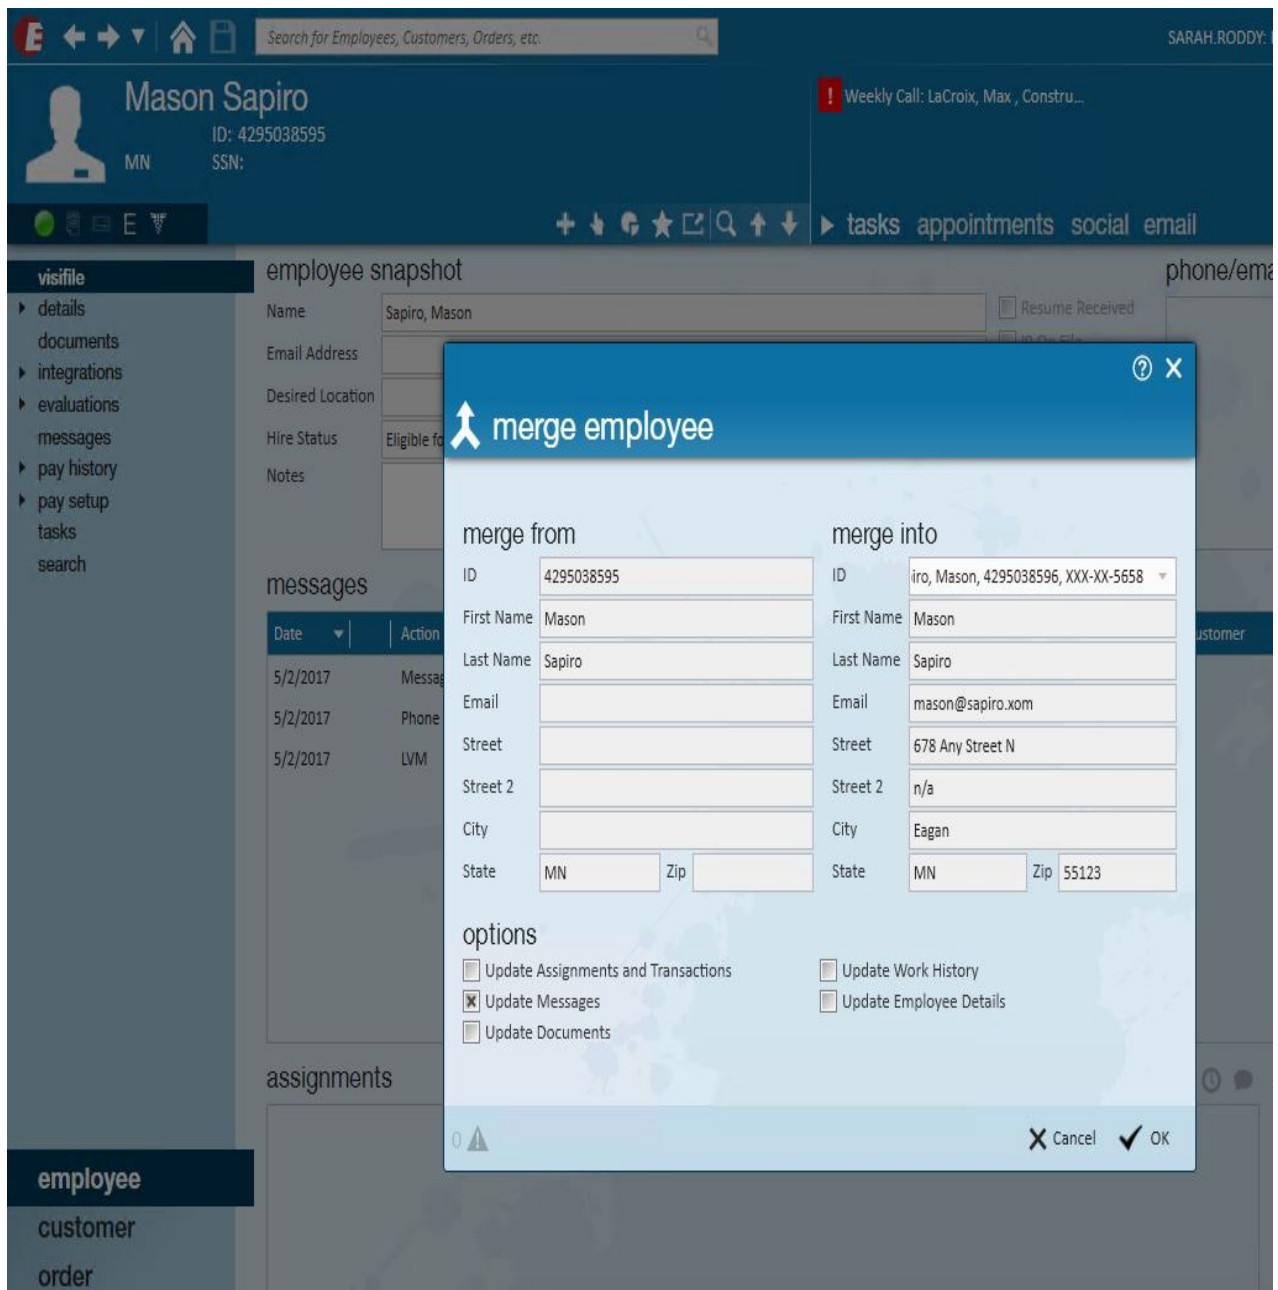 E
Search for Employees, Customers, Orders, etc.
SARAH.RODDY:
Mason Sapiro
ID: 4295038595
MN SSN:
! Weekly Call: LaCroix, Max , Constru...
E
tasks appointments social email
visifile
details
documents
integrations
evaluations
messages
pay history
pay setup
tasks
search
employee snapshot
phone/ema
Name Sapiro, Mason
Resume Received
Email Address
Desired Location
Hire Status Eligible fo
Notes
messages
Date Action ustomer
5/2/2017 Messag
5/2/2017 Phone
5/2/2017 LVM
assignments
merge employee
merge from
ID 4295038595
First Name Mason
Last Name Sapiro
Email
Street
Street 2
City
State MN Zip
merge into
ID iro, Mason, 4295038596, XXX-XX-5658
First Name Mason
Last Name Sapiro
Email mason@sapiro.xom
Street 678 Any Street N
Street 2 n/a
City Eagan
State MN Zip 55123
options
Update Assignments and Transactions
Update Messages
Update Documents
Update Work History
Update Employee Details
0
Cancel OK
employee
customer
order